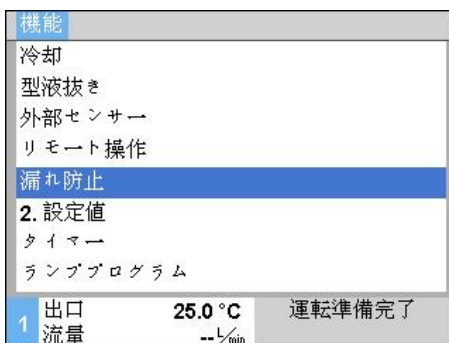 機能
冷却
型液抜き
外部センサー
リモート操作
漏れ防止
2. 設定値
タイマー
ランププログラム
1 出口 25.0 °C 運転準備完了
流量 -- L/min